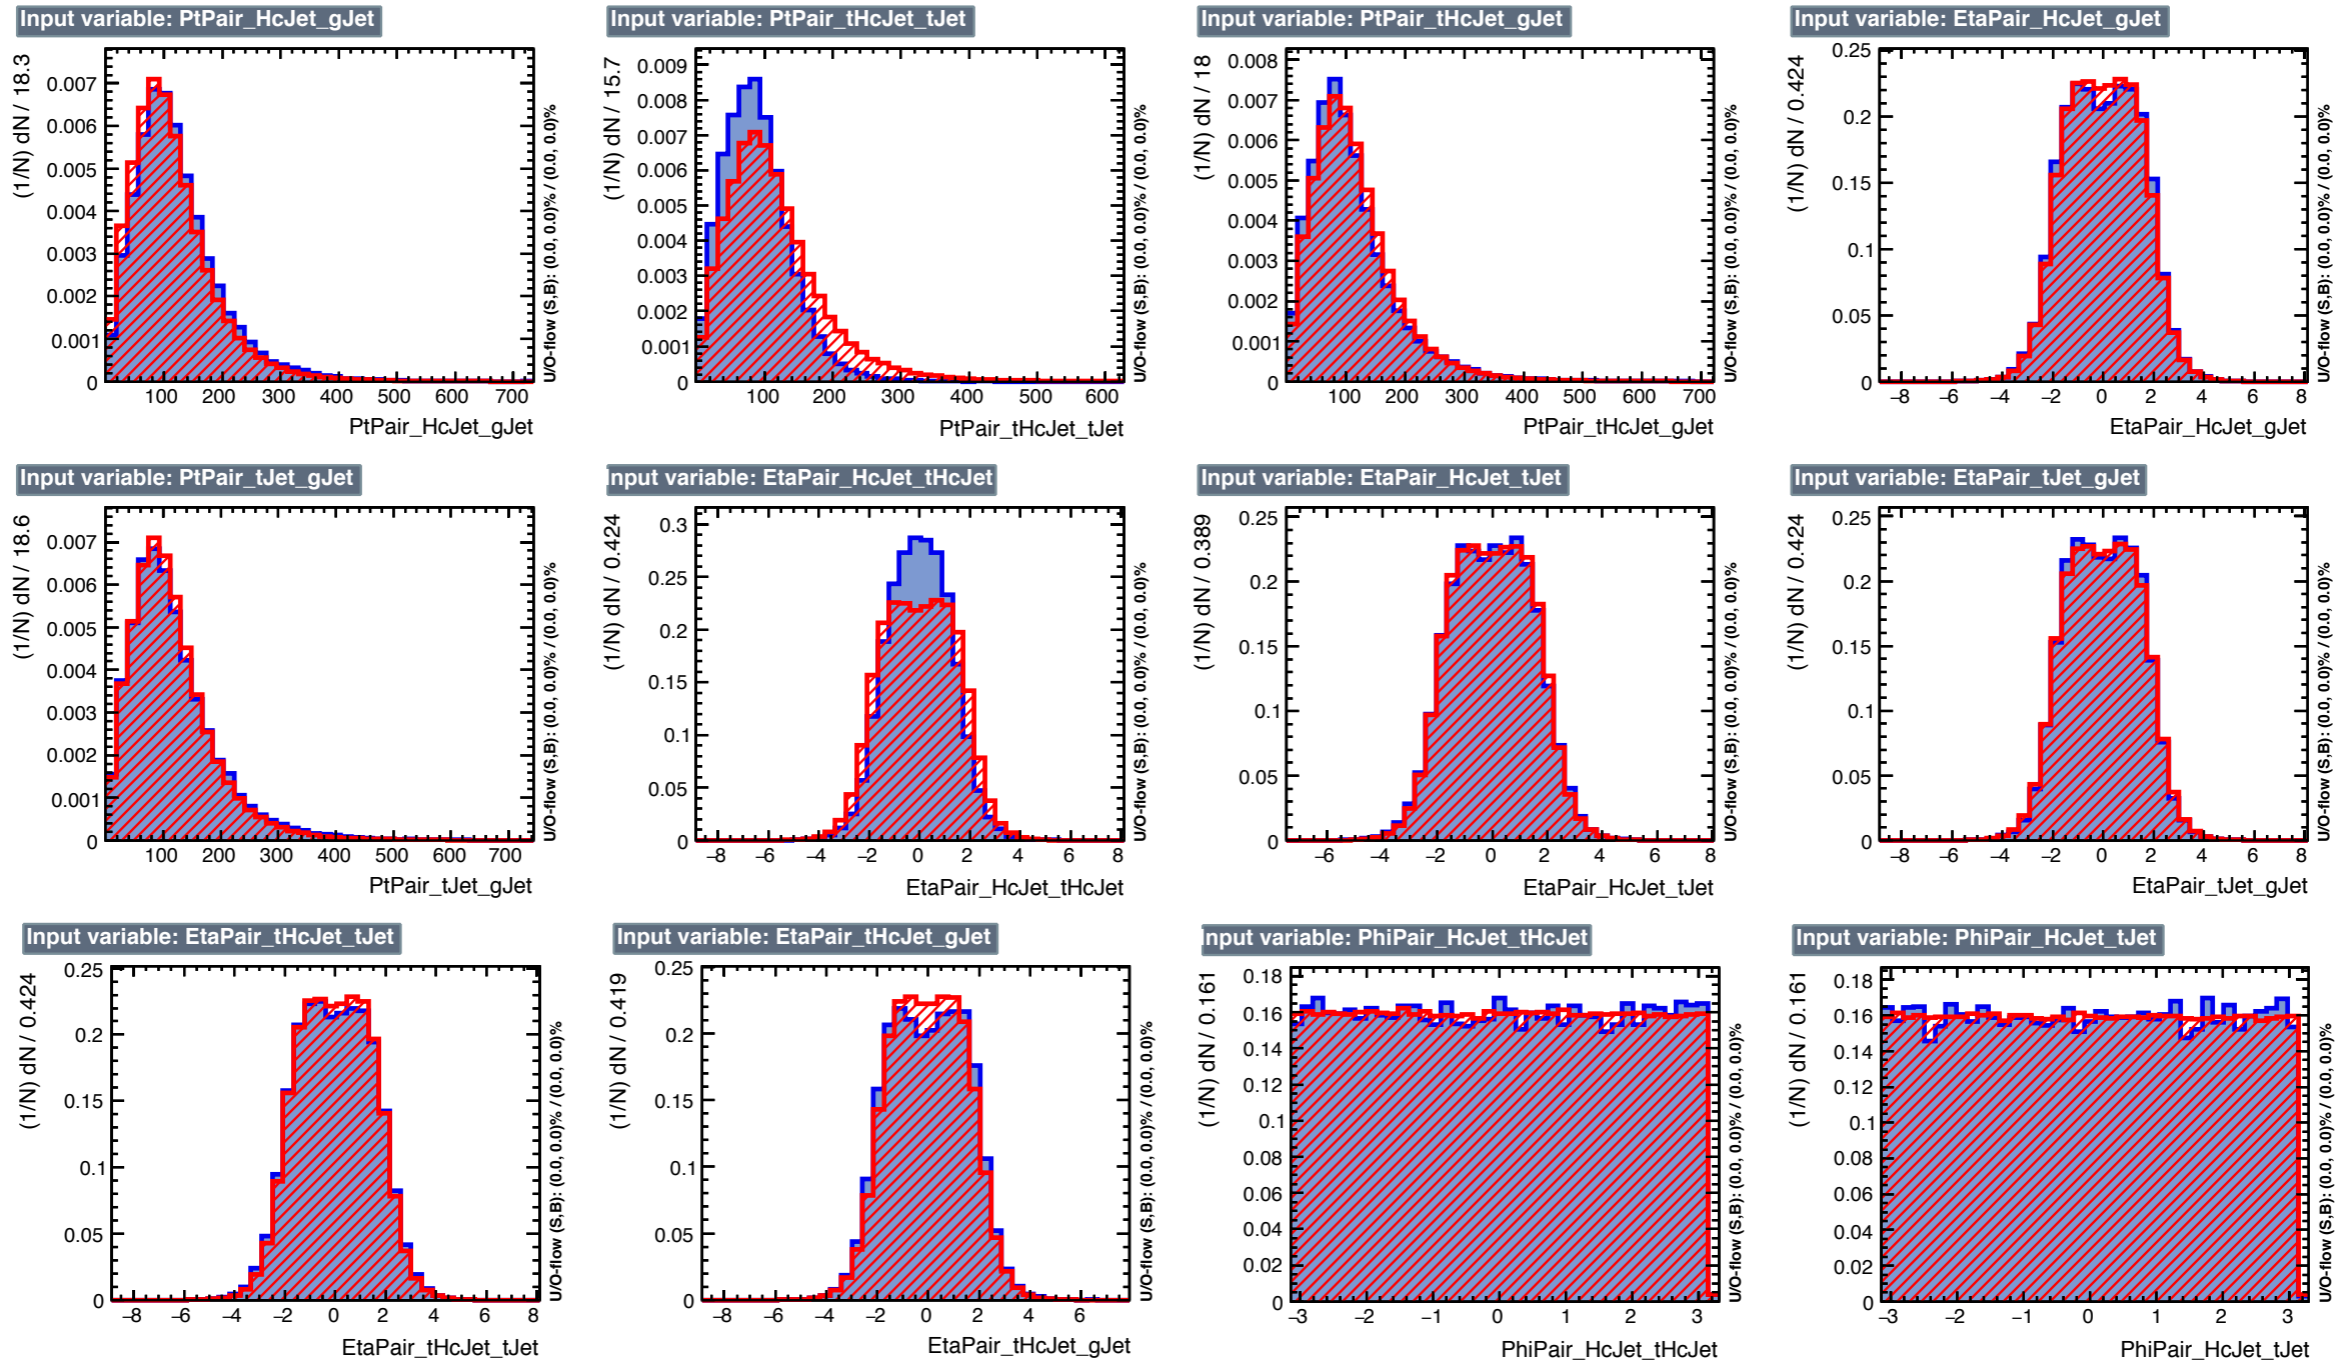 Input variable: PtPair_HcJet_gJet
(1/N) dN / 18.3
0.007
0.006
0.005
0.004
0.003
0.002
0.001
0
100 200 300 400 500 600 700
PtPair_HcJet_gJet
U/O-flow (S,B): (0.0, 0.0)% / (0.0, 0.0)%
Input variable: PtPair_tHcJet_tJet
(1/N) dN / 15.7
0.009
0.008
0.007
0.006
0.005
0.004
0.003
0.002
0.001
0
100 200 300 400 500 600
PtPair_tHcJet_tJet
U/O-flow (S,B): (0.0, 0.0)% / (0.0, 0.0)%
Input variable: PtPair_tHcJet_gJet
(1/N) dN / 18
0.008
0.007
0.006
0.005
0.004
0.003
0.002
0.001
0
100 200 300 400 500 600 700
PtPair_tHcJet_gJet
U/O-flow (S,B): (0.0, 0.0)% / (0.0, 0.0)%
Input variable: EtaPair_HcJet_gJet
(1/N) dN / 0.424
0.25
0.2
0.15
0.1
0.05
0
−8 −6 −4 −2 0 2 4 6 8
EtaPair_HcJet_gJet
U/O-flow (S,B): (0.0, 0.0)% / (0.0, 0.0)%
Input variable: PtPair_tJet_gJet
(1/N) dN / 18.6
0.007
0.006
0.005
0.004
0.003
0.002
0.001
0
100 200 300 400 500 600 700
PtPair_tJet_gJet
U/O-flow (S,B): (0.0, 0.0)% / (0.0, 0.0)%
nput variable: EtaPair_HcJet_tHcJet
(1/N) dN / 0.424
0.3
0.25
0.2
0.15
0.1
0.05
0
−8 −6 −4 −2 0 2 4 6 8
EtaPair_HcJet_tHcJet
U/O-flow (S,B): (0.0, 0.0)% / (0.0, 0.0)%
Input variable: EtaPair_HcJet_tJet
(1/N) dN / 0.389
0.25
0.2
0.15
0.1
0.05
0
−6 −4 −2 0 2 4 6 8
EtaPair_HcJet_tJet
U/O-flow (S,B): (0.0, 0.0)% / (0.0, 0.0)%
Input variable: EtaPair_tJet_gJet
(1/N) dN / 0.424
0.25
0.2
0.15
0.1
0.05
0
−8 −6 −4 −2 0 2 4 6 8
EtaPair_tJet_gJet
U/O-flow (S,B): (0.0, 0.0)% / (0.0, 0.0)%
Input variable: EtaPair_tHcJet_tJet
(1/N) dN / 0.424
0.25
0.2
0.15
0.1
0.05
0
−8 −6 −4 −2 0 2 4 6 8
EtaPair_tHcJet_tJet
U/O-flow (S,B): (0.0, 0.0)% / (0.0, 0.0)%
Input variable: EtaPair_tHcJet_gJet
(1/N) dN / 0.419
0.25
0.2
0.15
0.1
0.05
0
−8 −6 −4 −2 0 2 4 6
EtaPair_tHcJet_gJet
U/O-flow (S,B): (0.0, 0.0)% / (0.0, 0.0)%
Input variable: PhiPair_HcJet_tHcJet
(1/N) dN / 0.161
0.18
0.16
0.14
0.12
0.1
0.08
0.06
0.04
0.02
0
−3 −2 −1 0 1 2 3
PhiPair_HcJet_tHcJet
U/O-flow (S,B): (0.0, 0.0)% / (0.0, 0.0)%
Input variable: PhiPair_HcJet_tJet
(1/N) dN / 0.161
0.18
0.16
0.14
0.12
0.1
0.08
0.06
0.04
0.02
0
−3 −2 −1 0 1 2 3
PhiPair_HcJet_tJet
U/O-flow (S,B): (0.0, 0.0)% / (0.0, 0.0)%